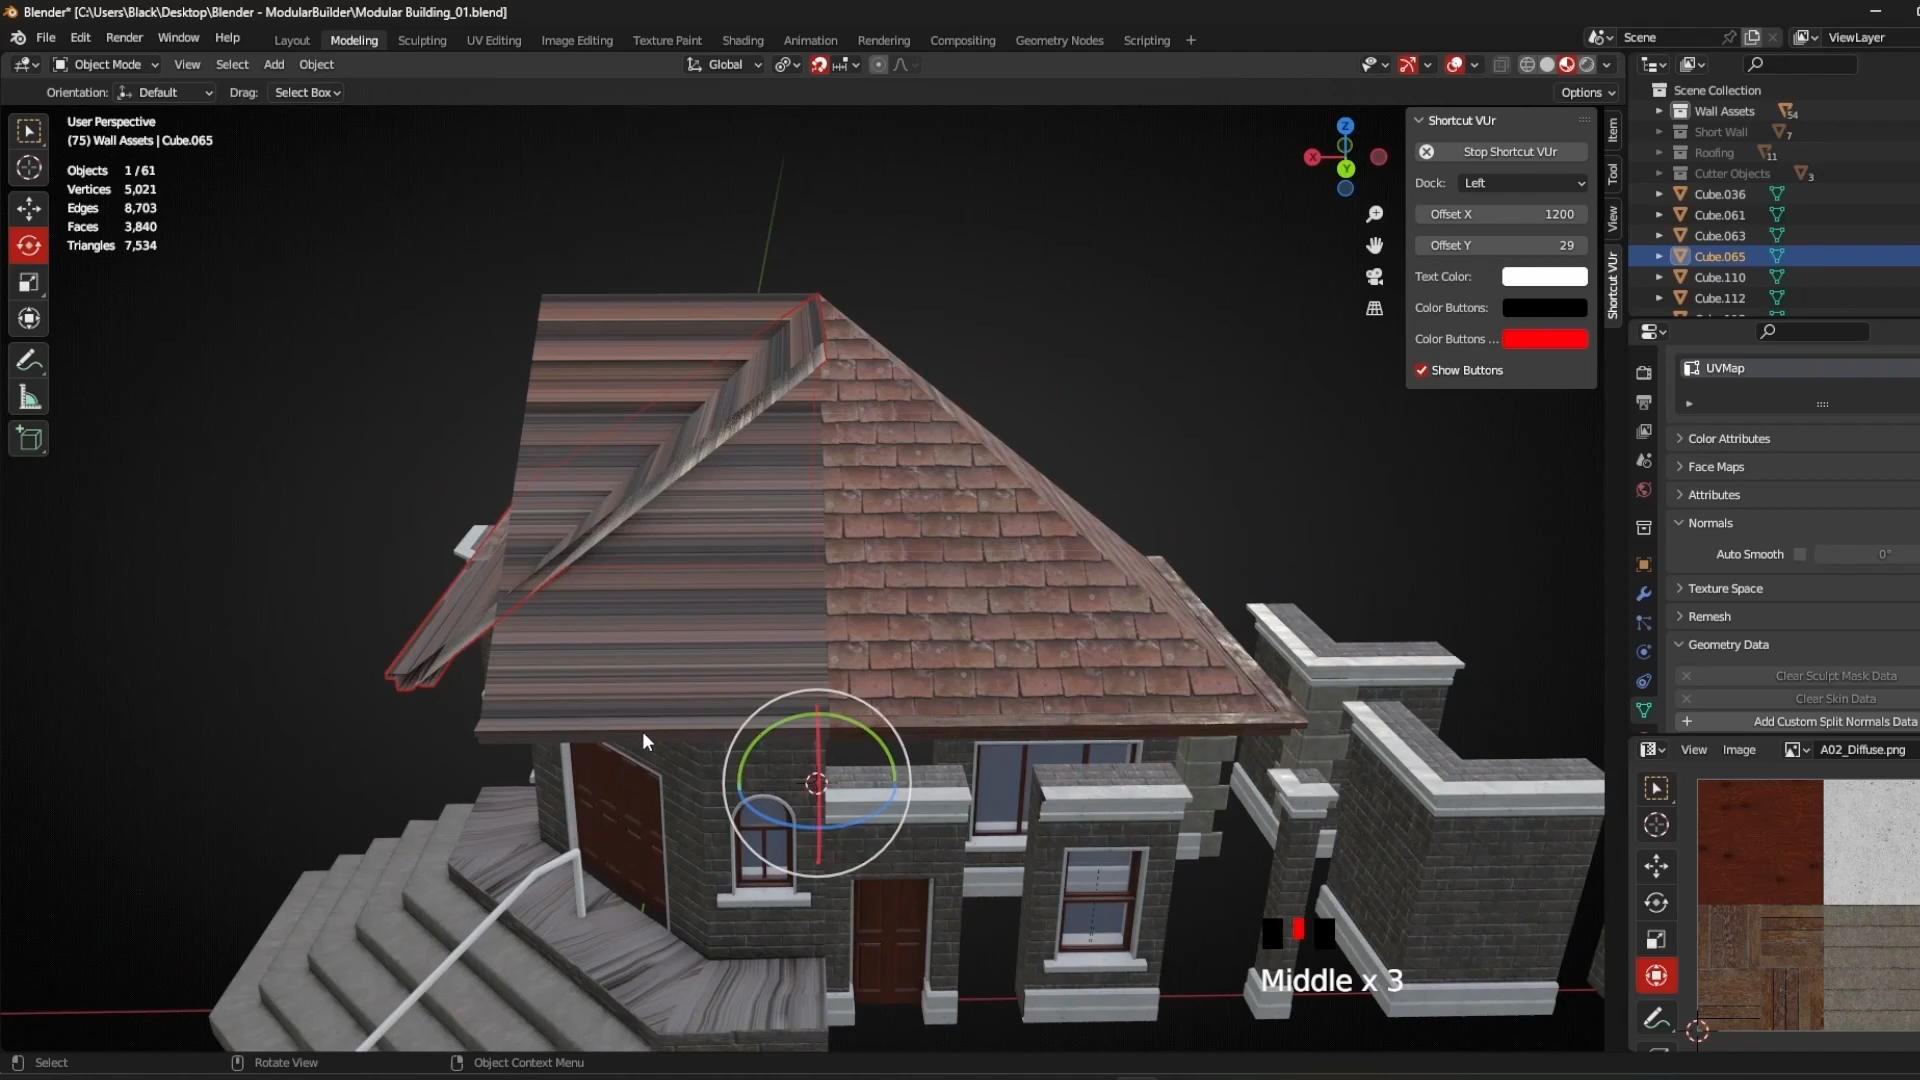 Blender* [C:\Users\Black\Desktop\Blender - ModularBuilder\Modular Building_01.blend]
File Edit Render Window Help Layout Modeling Sculpting UV Editing Image Editing Texture Paint Shading Animation Rendering Compositing Geometry Nodes Scripting + Scene ViewLayer
Object Mode View Select Add Object Global
Orientation: Default Drag: Select Box Options
User Perspective
(75) Wall Assets | Cube.065
Objects 1 / 61
Vertices 5,021
Edges 8,703
Faces 3,840
Triangles 7,534
Z
X
Y
Shortcut VUr
Stop Shortcut VUr
Dock: Left
Offset X 1200
Offset Y 29
Text Color:
Color Buttons:
Color Buttons ...
Show Buttons
Item
Tool
View
Shortcut VUr
Scene Collection
Wall Assets 54
Short Wall 7
Roofing 11
Cutter Objects 3
Cube.036
Cube.061
Cube.063
Cube.065
Cube.110
Cube.112
UVMap
Color Attributes
Face Maps
Attributes
Normals
Auto Smooth 0°
Texture Space
Remesh
Geometry Data
Clear Sculpt Mask Data
Clear Skin Data
Add Custom Split Normals Data
View Image A02_Diffuse.png
Middle x 3
Select Rotate View Object Context Menu